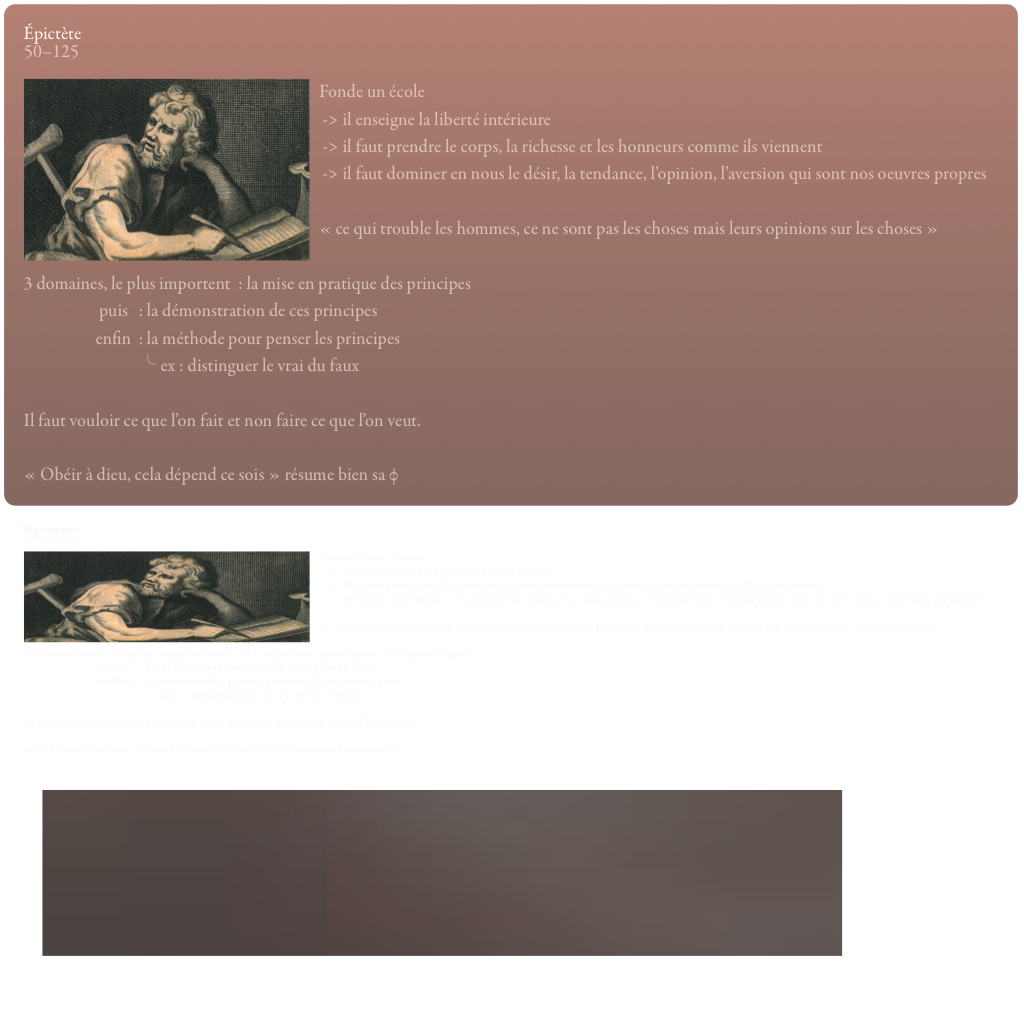 Épictète
50–125
Fonde un école
-> il enseigne la liberté intérieure
-> il faut prendre le corps, la richesse et les honneurs comme ils viennent
-> il faut dominer en nous le désir, la tendance, l'opinion, l'aversion qui sont nos oeuvres propres
« ce qui trouble les hommes, ce ne sont pas les choses mais leurs opinions sur les choses »
3 domaines, le plus importent : la mise en pratique des principes
puis : la démonstration de ces principes
enfin : la méthode pour penser les principes
╰ ex : distinguer le vrai du faux
Il faut vouloir ce que l'on fait et non faire ce que l'on veut.
« Obéir à dieu, cela dépend ce sois » résume bien sa ϕ